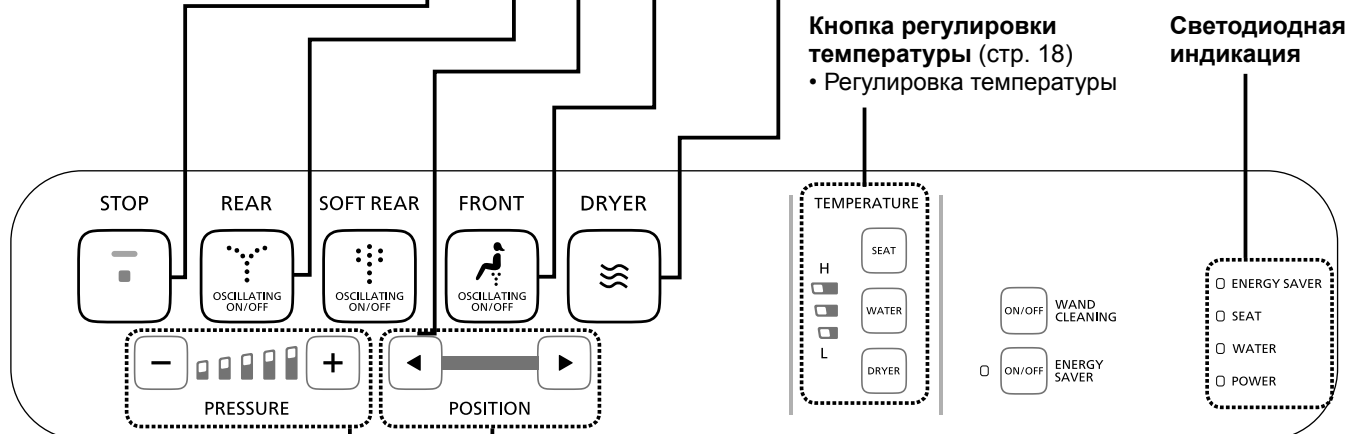 Кнопка регулировки
температуры (стр. 18)
• Регулировка температуры
Светодиодная
индикация
STOP
REAR
SOFT REAR
FRONT
DRYER
OSCILLATING
ON/OFF
OSCILLATING
ON/OFF
OSCILLATING
ON/OFF
PRESSURE
POSITION
TEMPERATURE
H
L
SEAT
WATER
DRYER
ON/OFF
WAND
CLEANING
ON/OFF
ENERGY
SAVER
ENERGY SAVER
SEAT
WATER
POWER